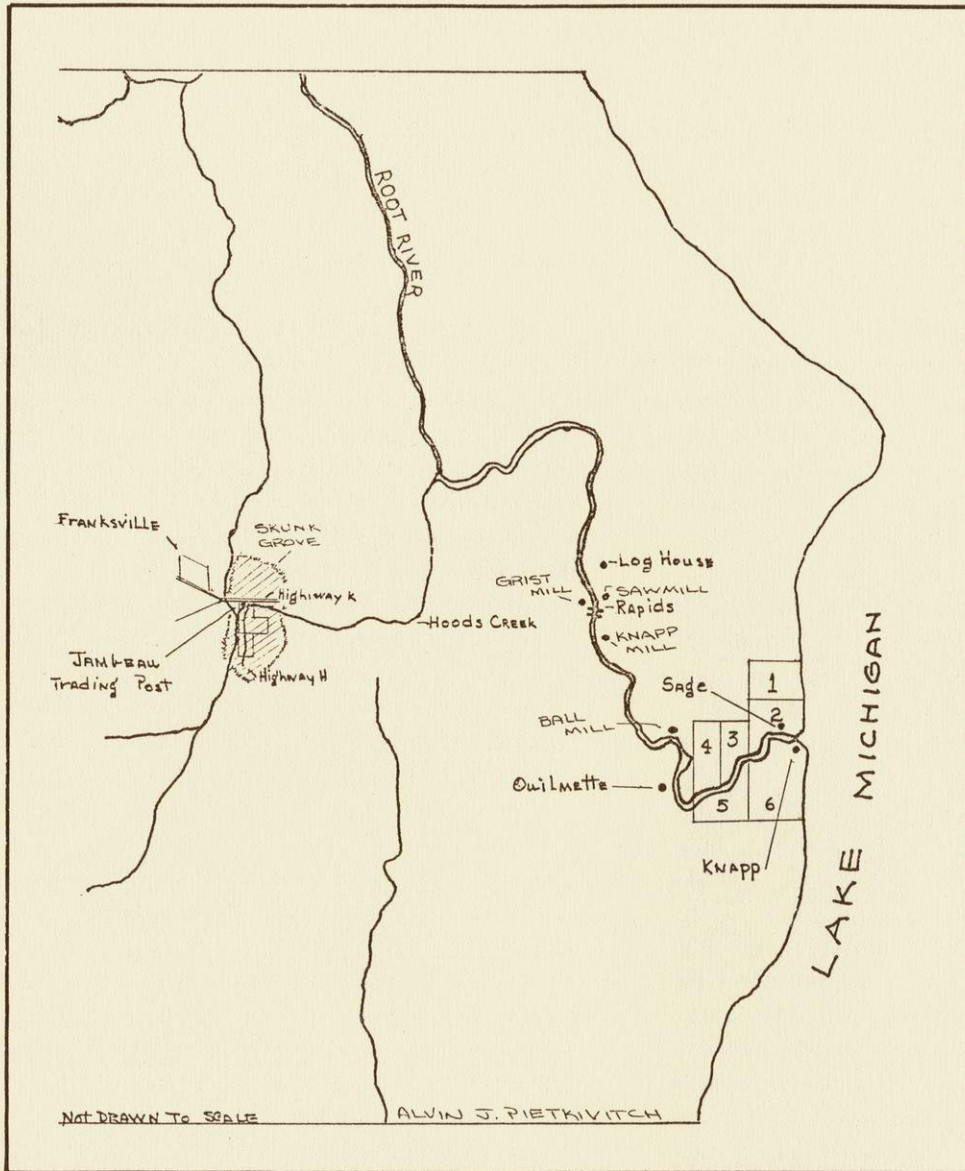 ROOT RIVER
FRANKSVILLE
SKUNK
GROVE
HIGHWAY K
LOG HOUSE
GRIST
MILL
SAWMILL
RAPIDS
HOODS CREEK
KNAPP
MILL
JAMBEAU
TRADING POST
HIGHWAY H
LAKE MICHIGAN
1
SAGE
2
BALL
MILL
4
3
OUILMETTE
5
6
KNAPP
NOT DRAWN TO SCALE
ALVIN J. PIETKIVITCH